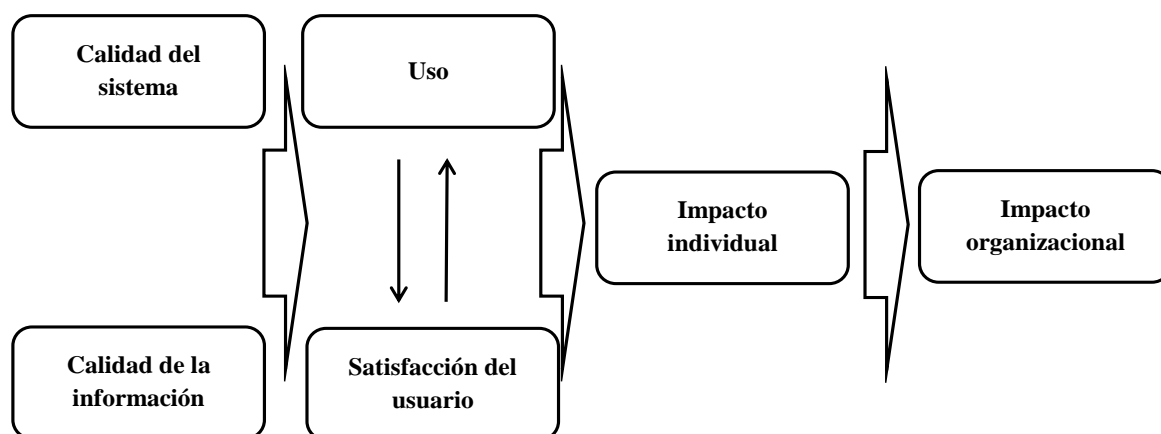 Calidad del
sistema
Uso
Impacto
individual
Impacto
organizacional
Calidad de la
información
Satisfacción del
usuario